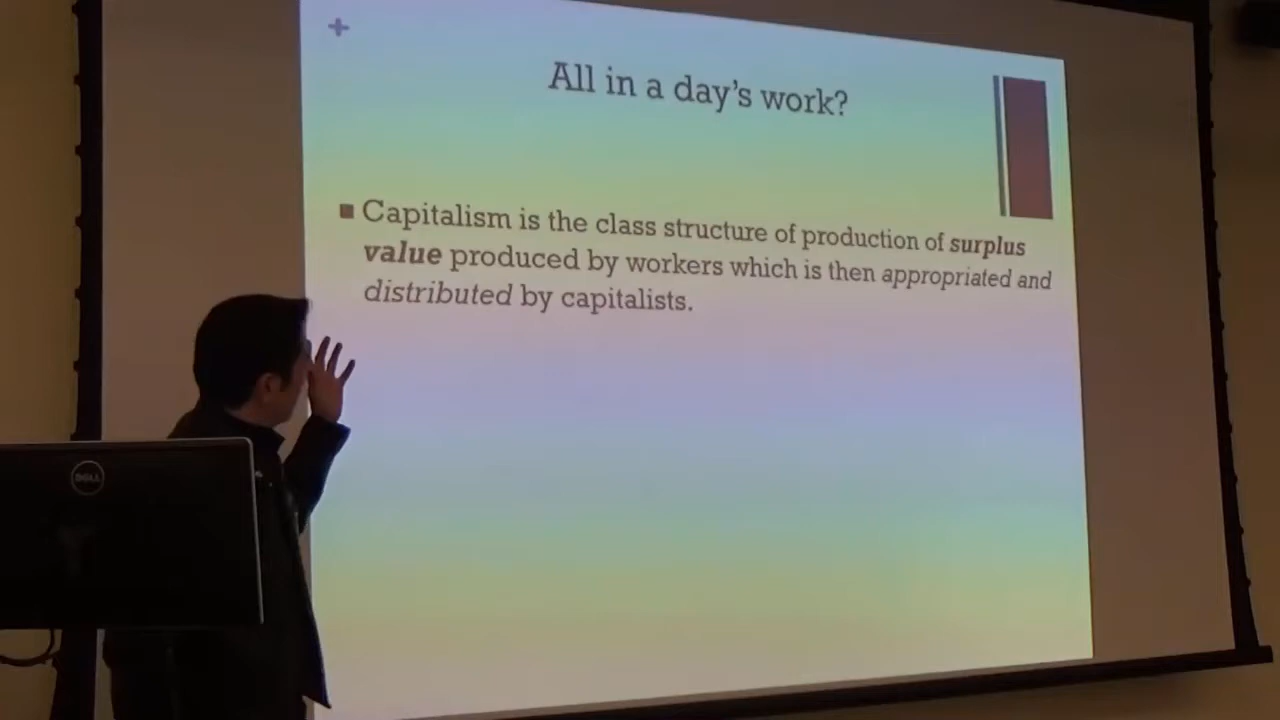 +
All in a day's work?
■ Capitalism is the class structure of production of surplus
value produced by workers which is then appropriated and
distributed by capitalists.
DELL